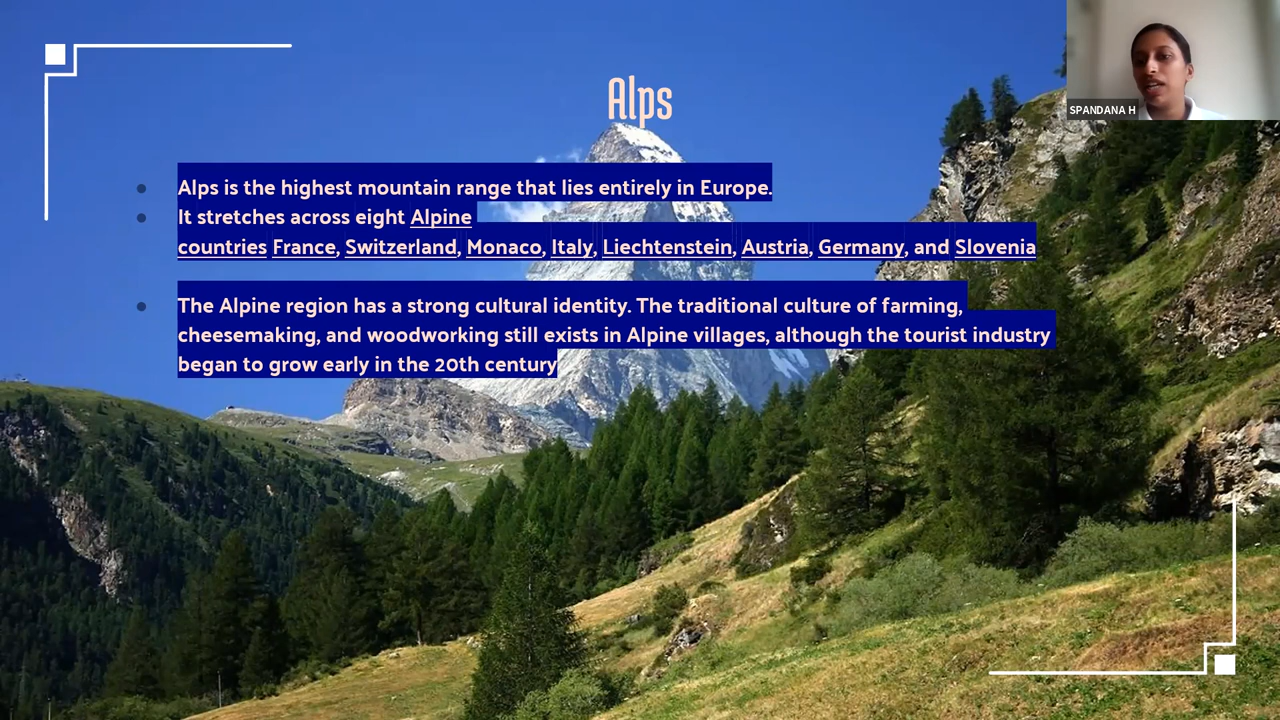 SPANDANA H
Alps
Alps is the highest mountain range that lies entirely in Europe.
It stretches across eight Alpine
countries France, Switzerland, Monaco, Italy, Liechtenstein, Austria, Germany, and Slovenia
The Alpine region has a strong cultural identity. The traditional culture of farming,
cheesemaking, and woodworking still exists in Alpine villages, although the tourist industry
began to grow early in the 20th century